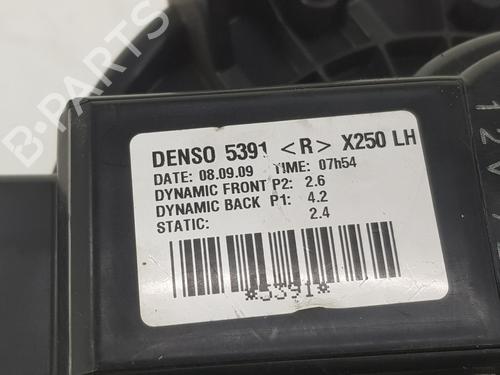 B-PARTS
DENSO 5391 <R> X250 LH
DATE: 08.09.09 TIME: 07h54
DYNAMIC FRONT P2: 2.6
DYNAMIC BACK P1: 4.2
STATIC: 2.4
*5391*
12V